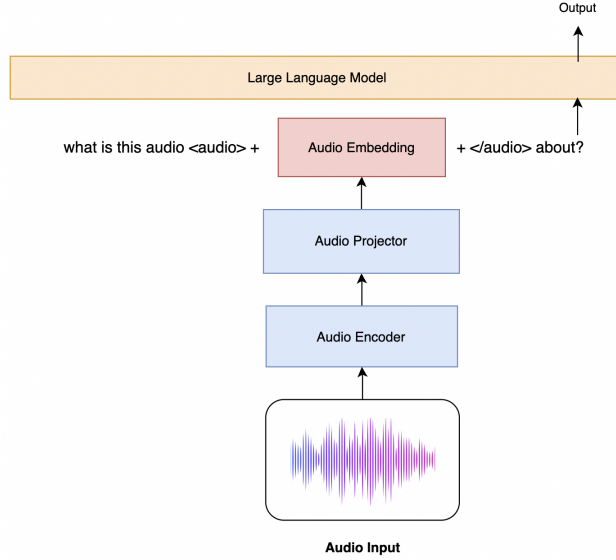 Output
Large Language Model
what is this audio <audio> + Audio Embedding + </audio> about?
Audio Projector
Audio Encoder
Audio Input